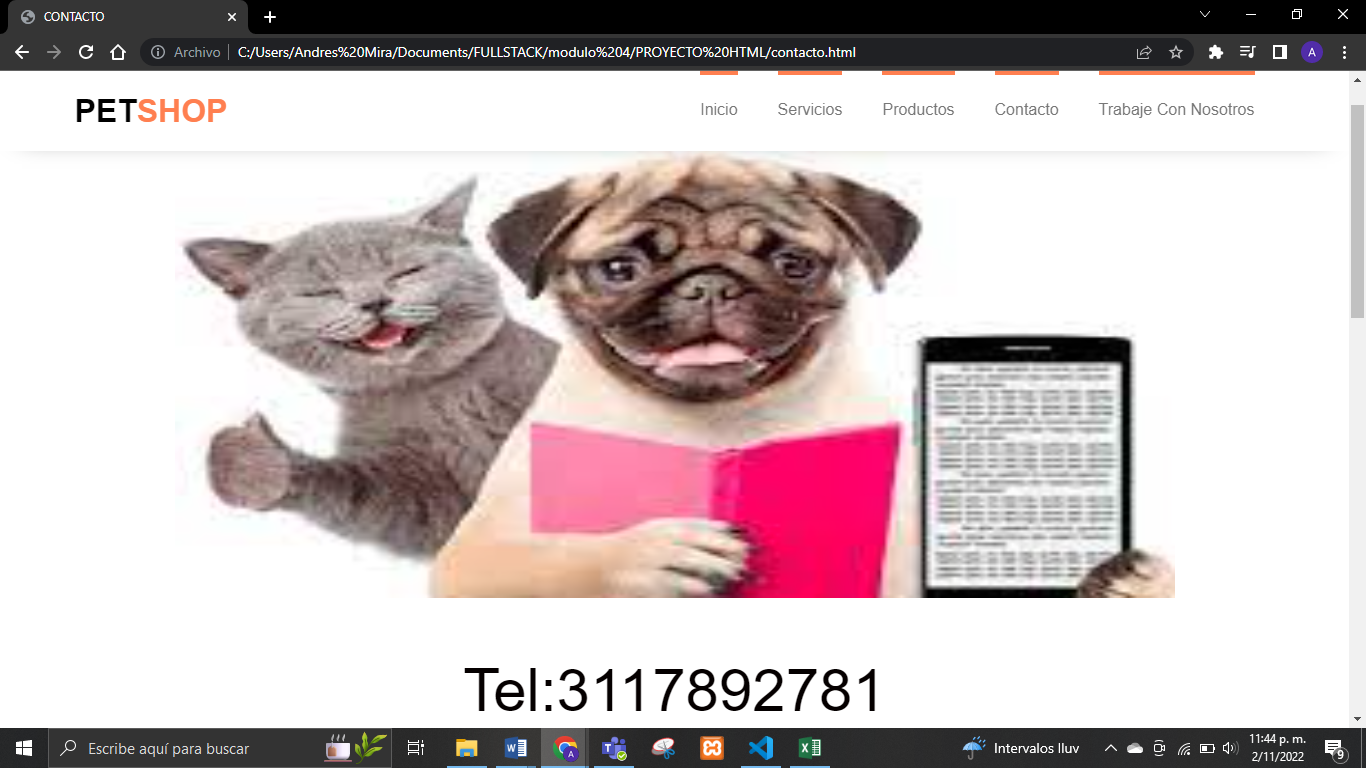 CONTACTO
Archivo
C:/Users/Andres%20Mira/Documents/FULLSTACK/modulo%204/PROYECTO%20HTML/contacto.html
A
PETSHOP
Inicio
Servicios
Productos
Contacto
Trabaje Con Nosotros
Tel:3117892781
Escribe aquí para buscar
Intervalos lluv
11:44 p. m.
2/11/2022
9